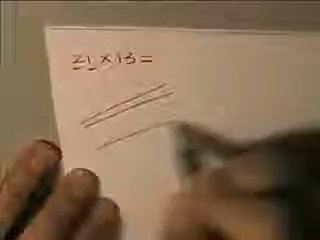 21 × 13 =